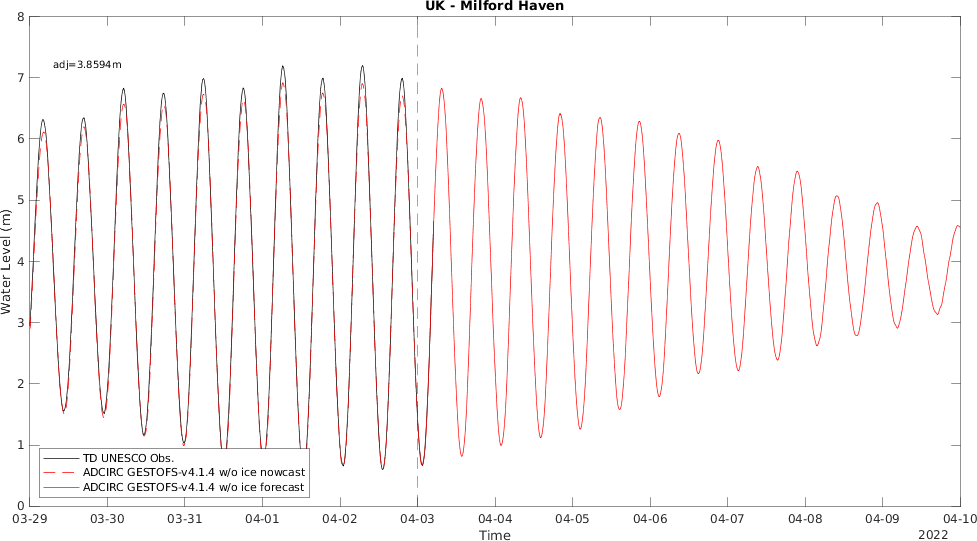 UK - Milford Haven
adj=3.8594m
Water Level (m)
8
7
6
5
4
3
2
1
0
TD UNESCO Obs.
ADCIRC GESTOFS-v4.1.4 w/o ice nowcast
ADCIRC GESTOFS-v4.1.4 w/o ice forecast
03-29 03-30 03-31 04-01 04-02 04-03 04-04 04-05 04-06 04-07 04-08 04-09 04-10
Time
2022